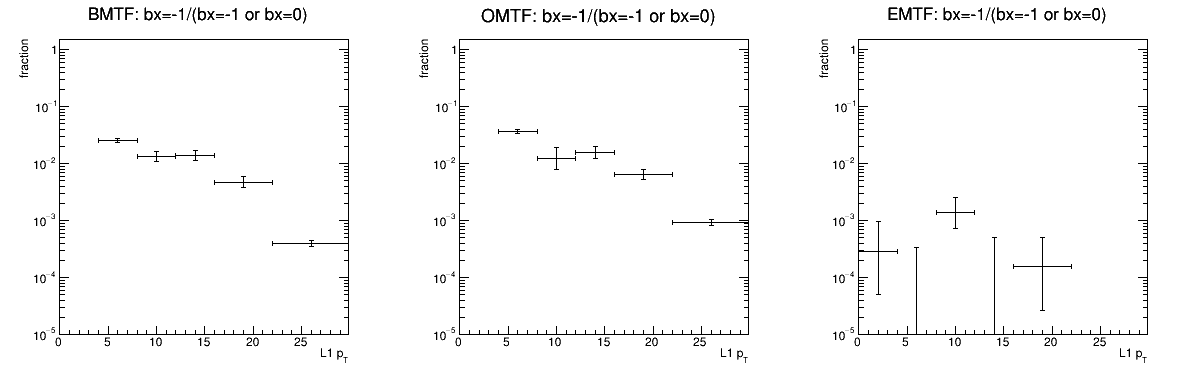 BMTF: bx=-1/(bx=-1 or bx=0)
fraction
1
10⁻¹
10⁻²
10⁻³
10⁻⁴
10⁻⁵
0 5 10 15 20 25
L1 p_T
OMTF: bx=-1/(bx=-1 or bx=0)
fraction
1
10⁻¹
10⁻²
10⁻³
10⁻⁴
10⁻⁵
0 5 10 15 20 25
L1 p_T
EMTF: bx=-1/(bx=-1 or bx=0)
fraction
1
10⁻¹
10⁻²
10⁻³
10⁻⁴
10⁻⁵
0 5 10 15 20 25
L1 p_T